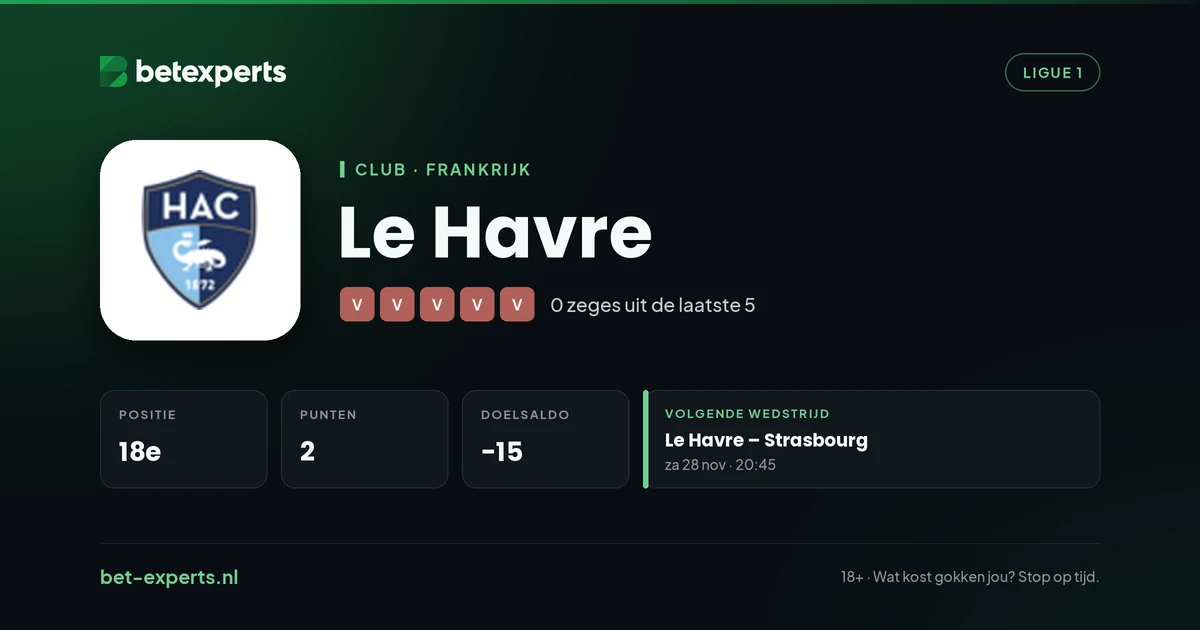 betexperts
LIGUE 1
HAC
1872
CLUB · FRANKRIJK
Le Havre
V V V V V 0 zeges uit de laatste 5
POSITIE
18e
PUNTEN
2
DOELSALDO
-15
VOLGENDE WEDSTRIJD
Le Havre – Strasbourg
za 28 nov · 20:45
bet-experts.nl
18+ · Wat kost gokken jou? Stop op tijd.